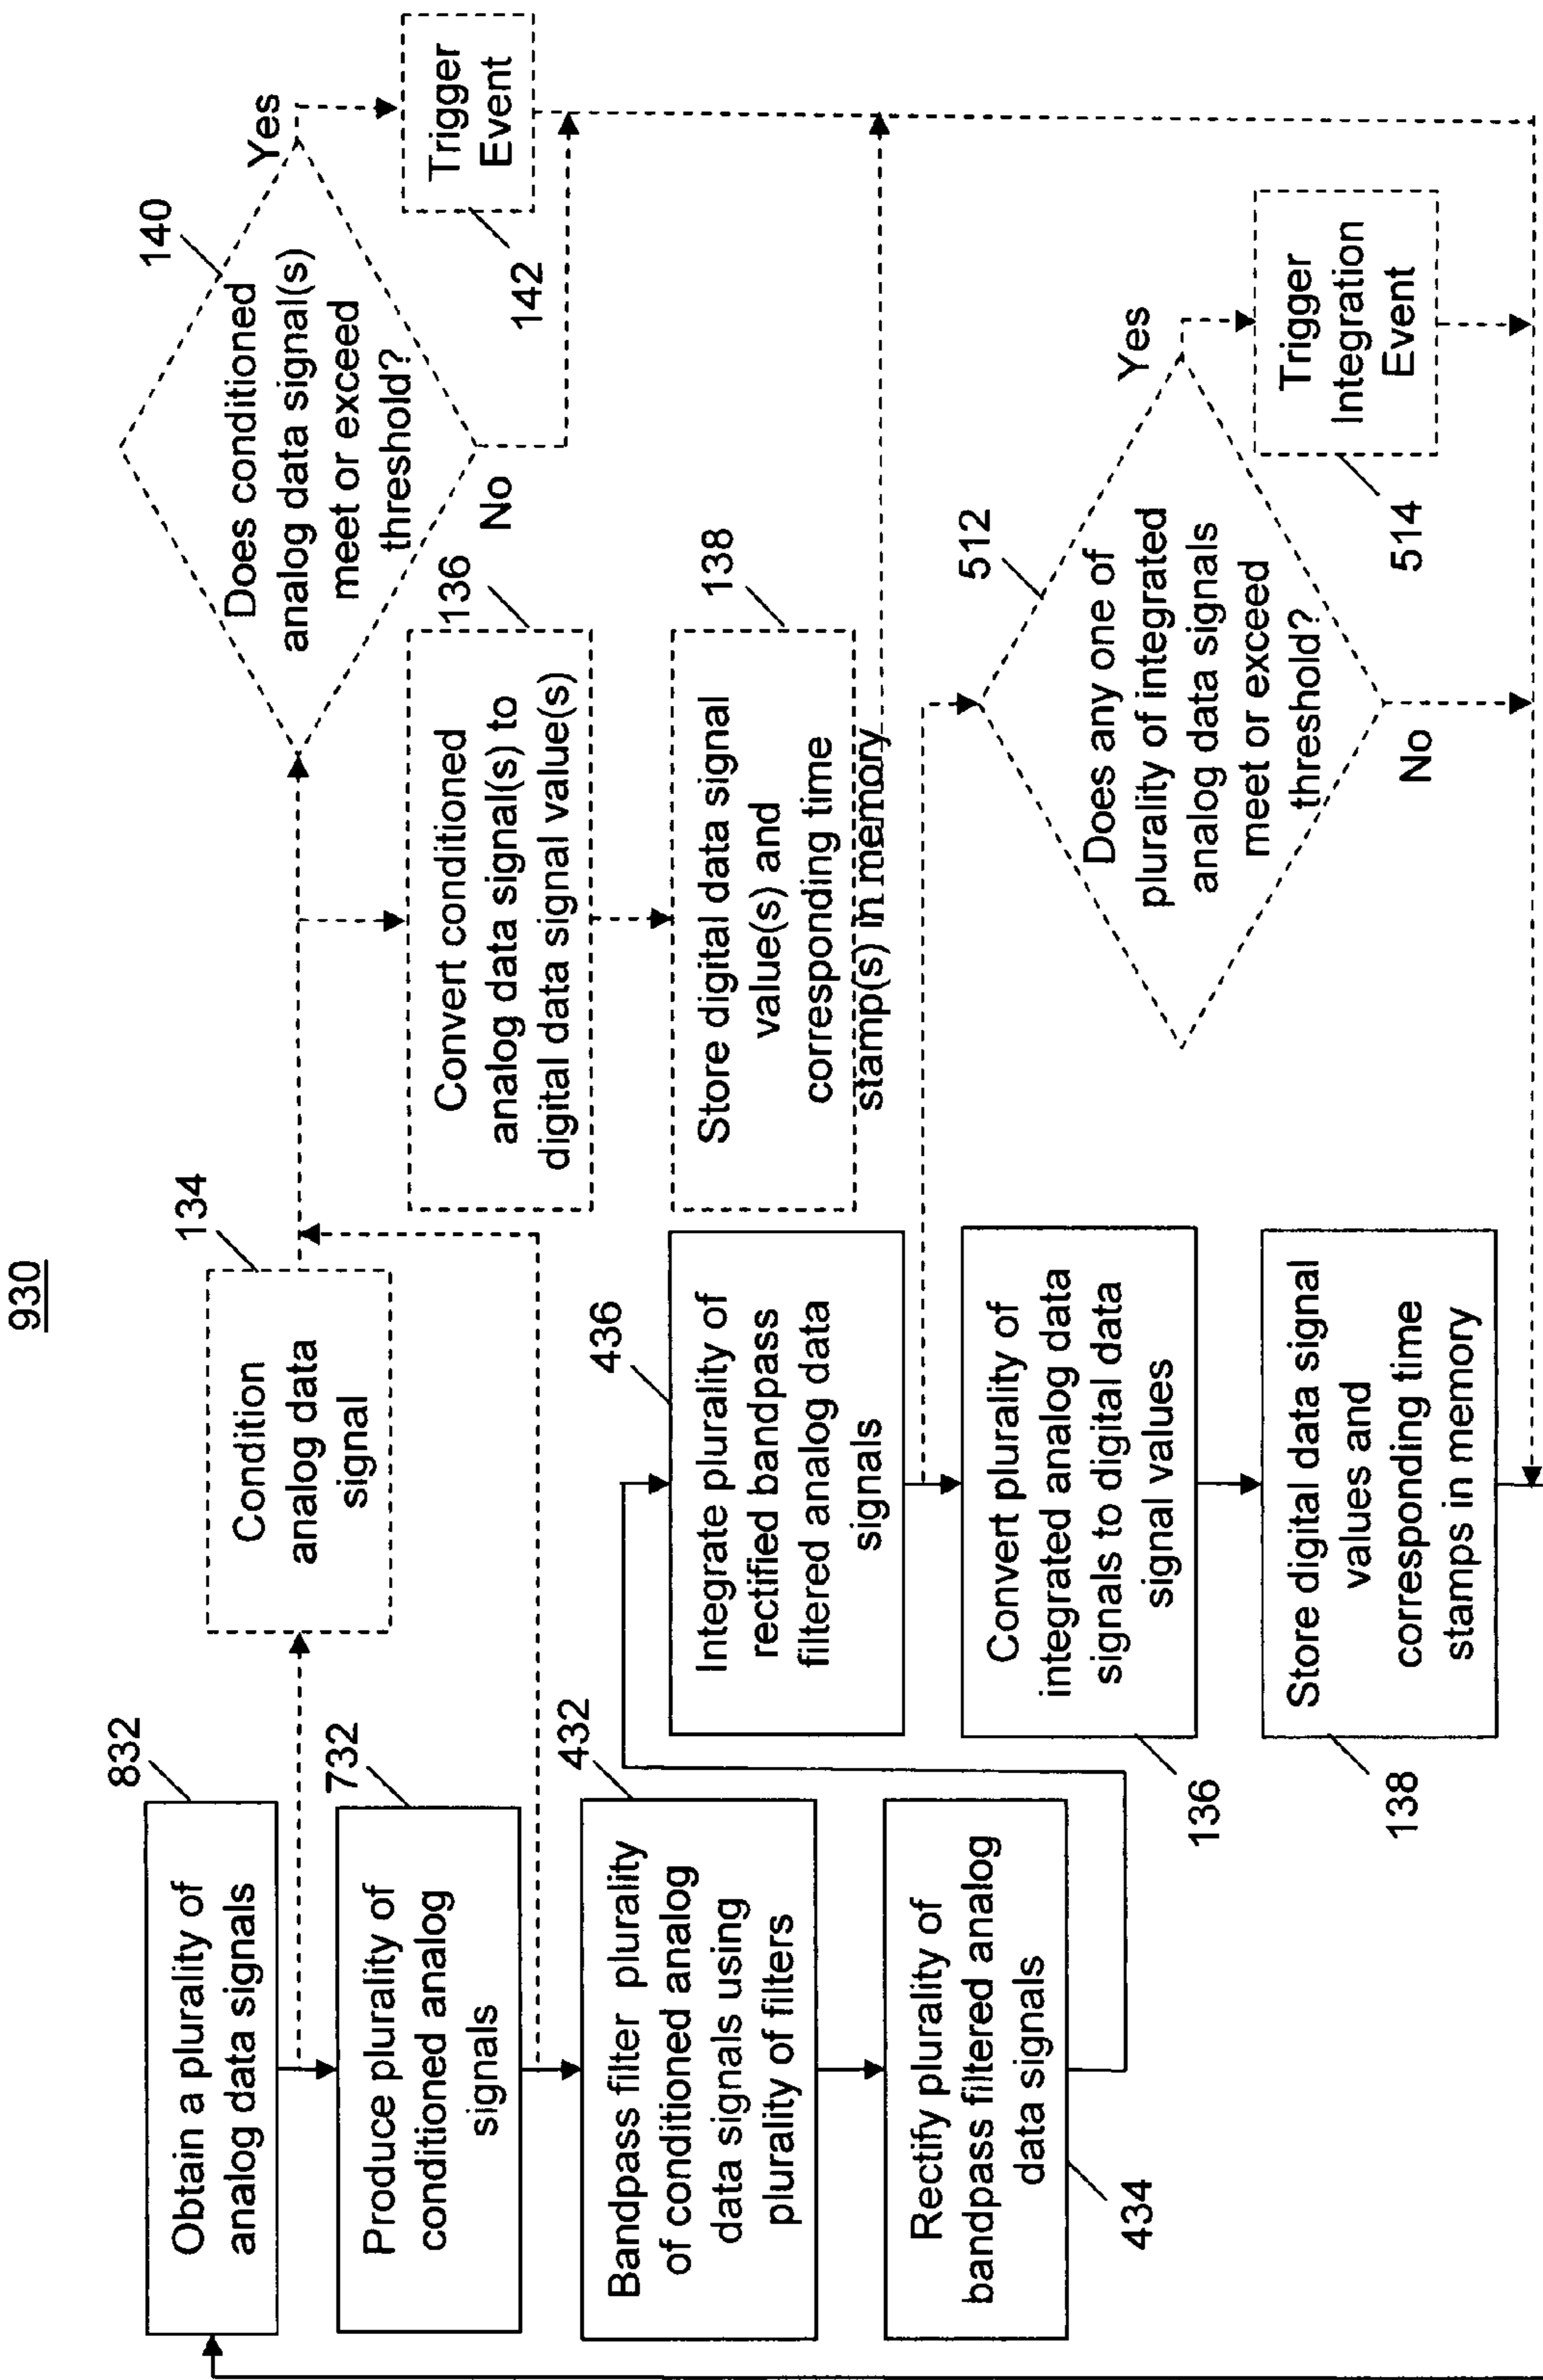 930
832
Obtain a plurality of
analog data signals
732
Produce plurality of
conditioned analog
signals
432
Bandpass filter plurality
of conditioned analog
data signals using
plurality of filters
Rectify plurality of
bandpass filtered analog
data signals
434
134
Condition
analog data
signal
436
Integrate plurality of
rectified bandpass
filtered analog data
signals
Convert plurality of
integrated analog data
signals to digital data
signal values
136
Store digital data signal
values and
corresponding time
stamps in memory
138
140
Does conditioned
analog data signal(s)
meet or exceed
threshold?
Yes
No
Trigger
Event
142
136
Convert conditioned
analog data signal(s) to
digital data signal value(s)
138
Store digital data signal
value(s) and
corresponding time
stamp(s) in memory
512
Does any one of
plurality of integrated
analog data signals
meet or exceed
threshold?
Yes
No
Trigger
Integration
Event
514